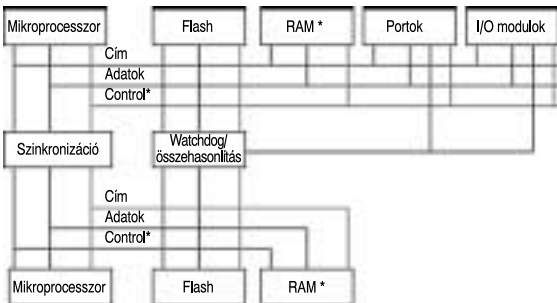 Mikroprocesszor
Flash
RAM *
Portok
I/O modulok
Cím
Adatok
Control*
Szinkronizáció
Watchdog/
összehasonlítás
Cím
Adatok
Control*
Mikroprocesszor
Flash
RAM *